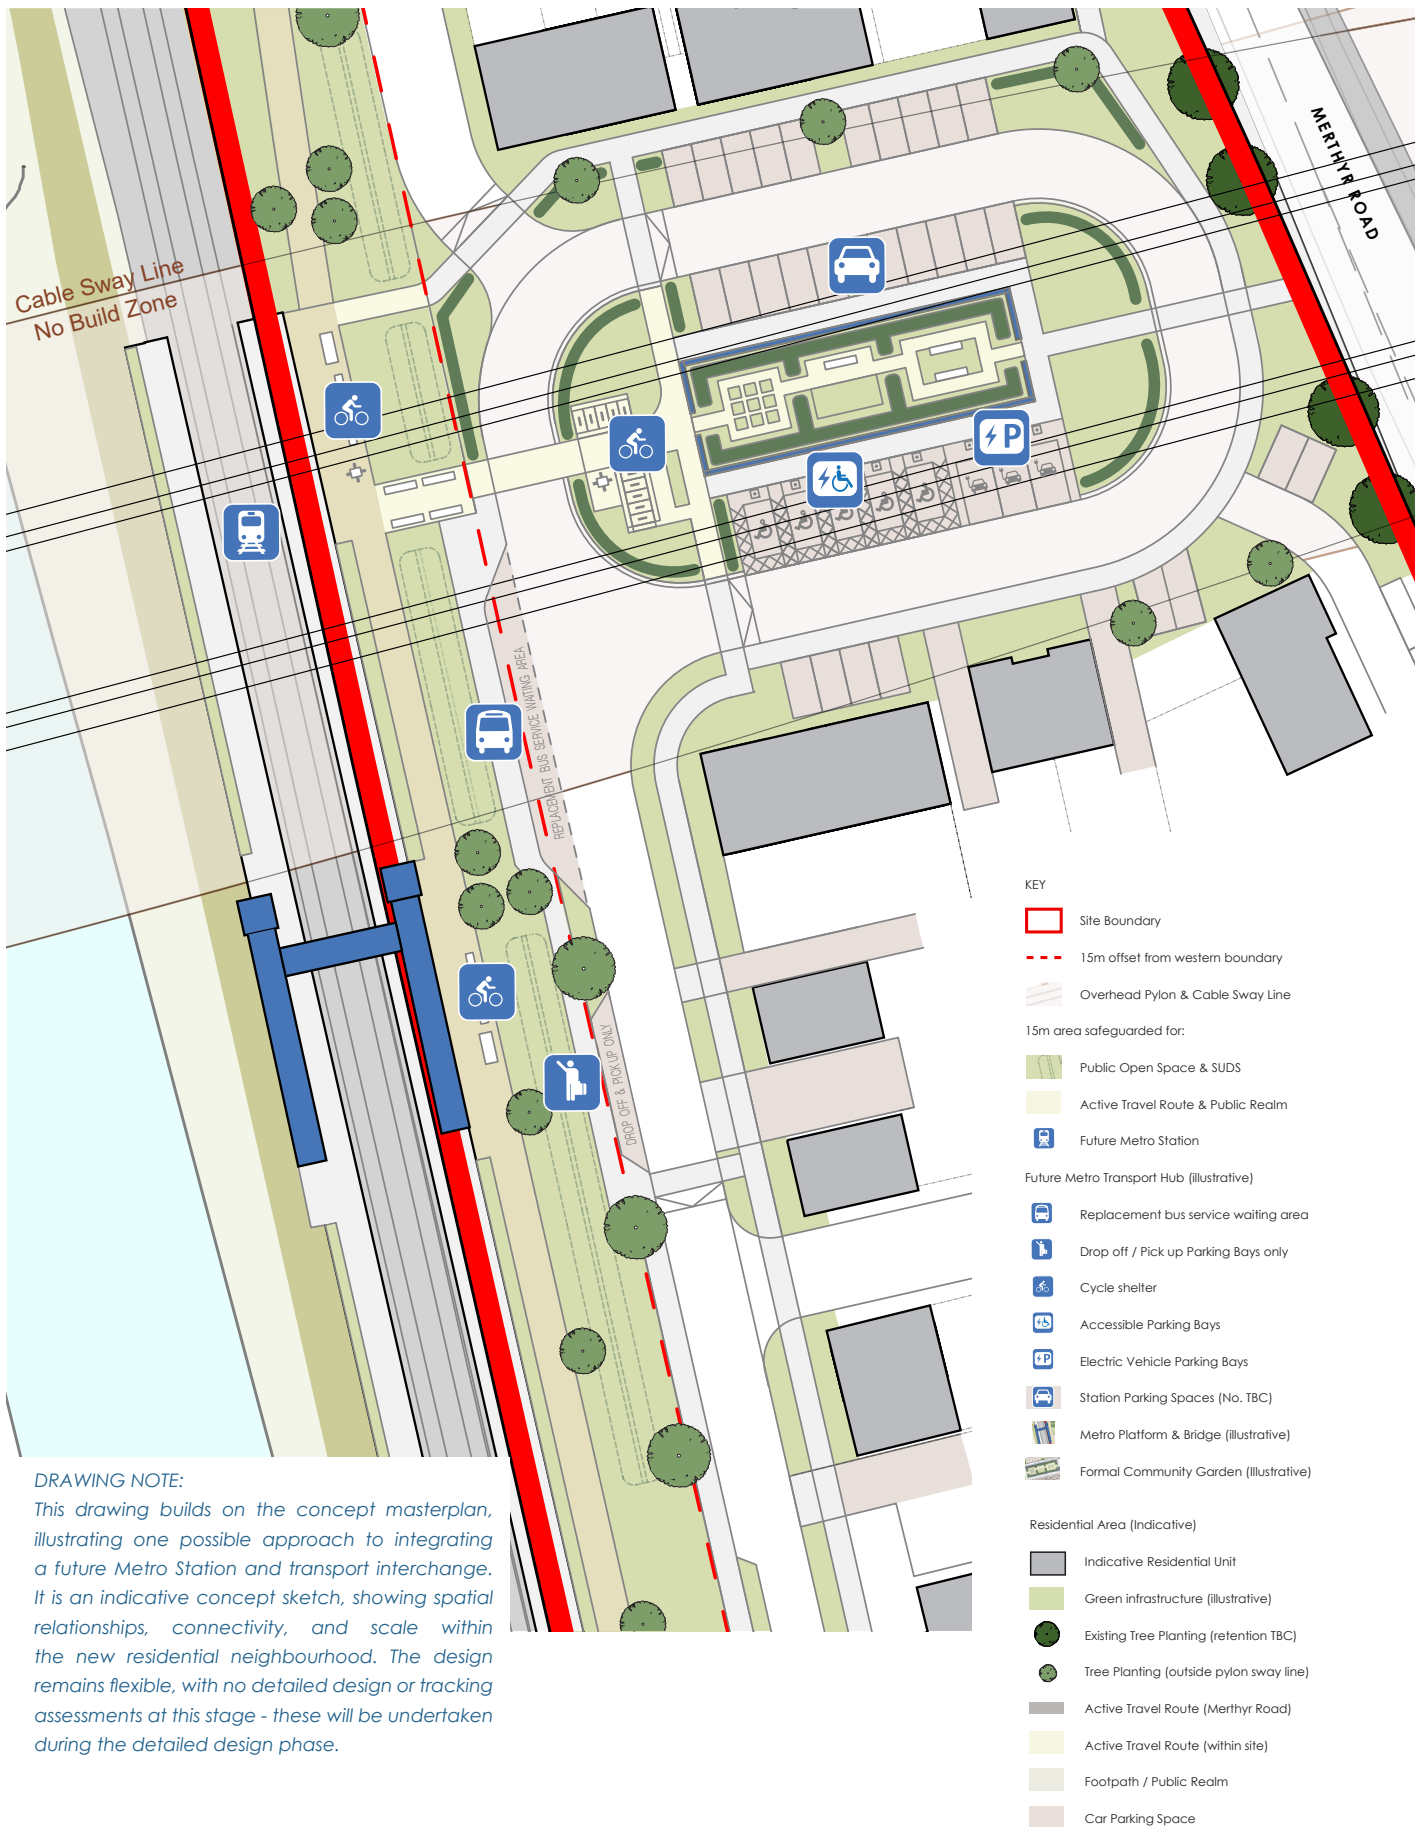 MERTHYR ROAD
Cable Sway Line
No Build Zone
P
REPLACEMENT BUS SERVICE WAITING AREA
DROP OFF & PICK UP ONLY
KEY
Site Boundary
15m offset from western boundary
Overhead Pylon & Cable Sway Line
15m area safeguarded for:
Public Open Space & SUDS
Active Travel Route & Public Realm
Future Metro Station
Future Metro Transport Hub (illustrative)
Replacement bus service waiting area
Drop off / Pick up Parking Bays only
Cycle shelter
Accessible Parking Bays
P
Electric Vehicle Parking Bays
Station Parking Spaces (No. TBC)
Metro Platform & Bridge (illustrative)
Formal Community Garden (Illustrative)
Residential Area (Indicative)
Indicative Residential Unit
Green infrastructure (illustrative)
Existing Tree Planting (retention TBC)
Tree Planting (outside pylon sway line)
Active Travel Route (Merthyr Road)
Active Travel Route (within site)
Footpath / Public Realm
Car Parking Space
DRAWING NOTE:
This drawing builds on the concept masterplan,
illustrating one possible approach to integrating
a future Metro Station and transport interchange.
It is an indicative concept sketch, showing spatial
relationships, connectivity, and scale within
the new residential neighbourhood. The design
remains flexible, with no detailed design or tracking
assessments at this stage - these will be undertaken
during the detailed design phase.